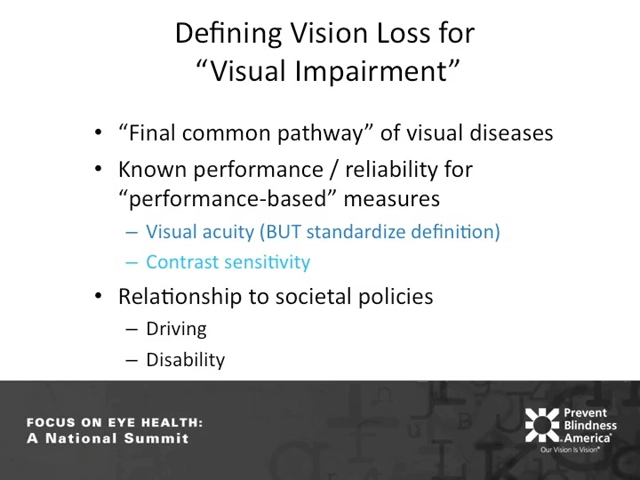 Defining Vision Loss for
“Visual Impairment”
• “Final common pathway” of visual diseases
• Known performance / reliability for
“performance-based” measures
– Visual acuity (BUT standardize definition)
– Contrast sensitivity
• Relationship to societal policies
– Driving
– Disability
FOCUS ON EYE HEALTH:
A National Summit
Prevent
Blindness
America®
Our Vision Is Vision®